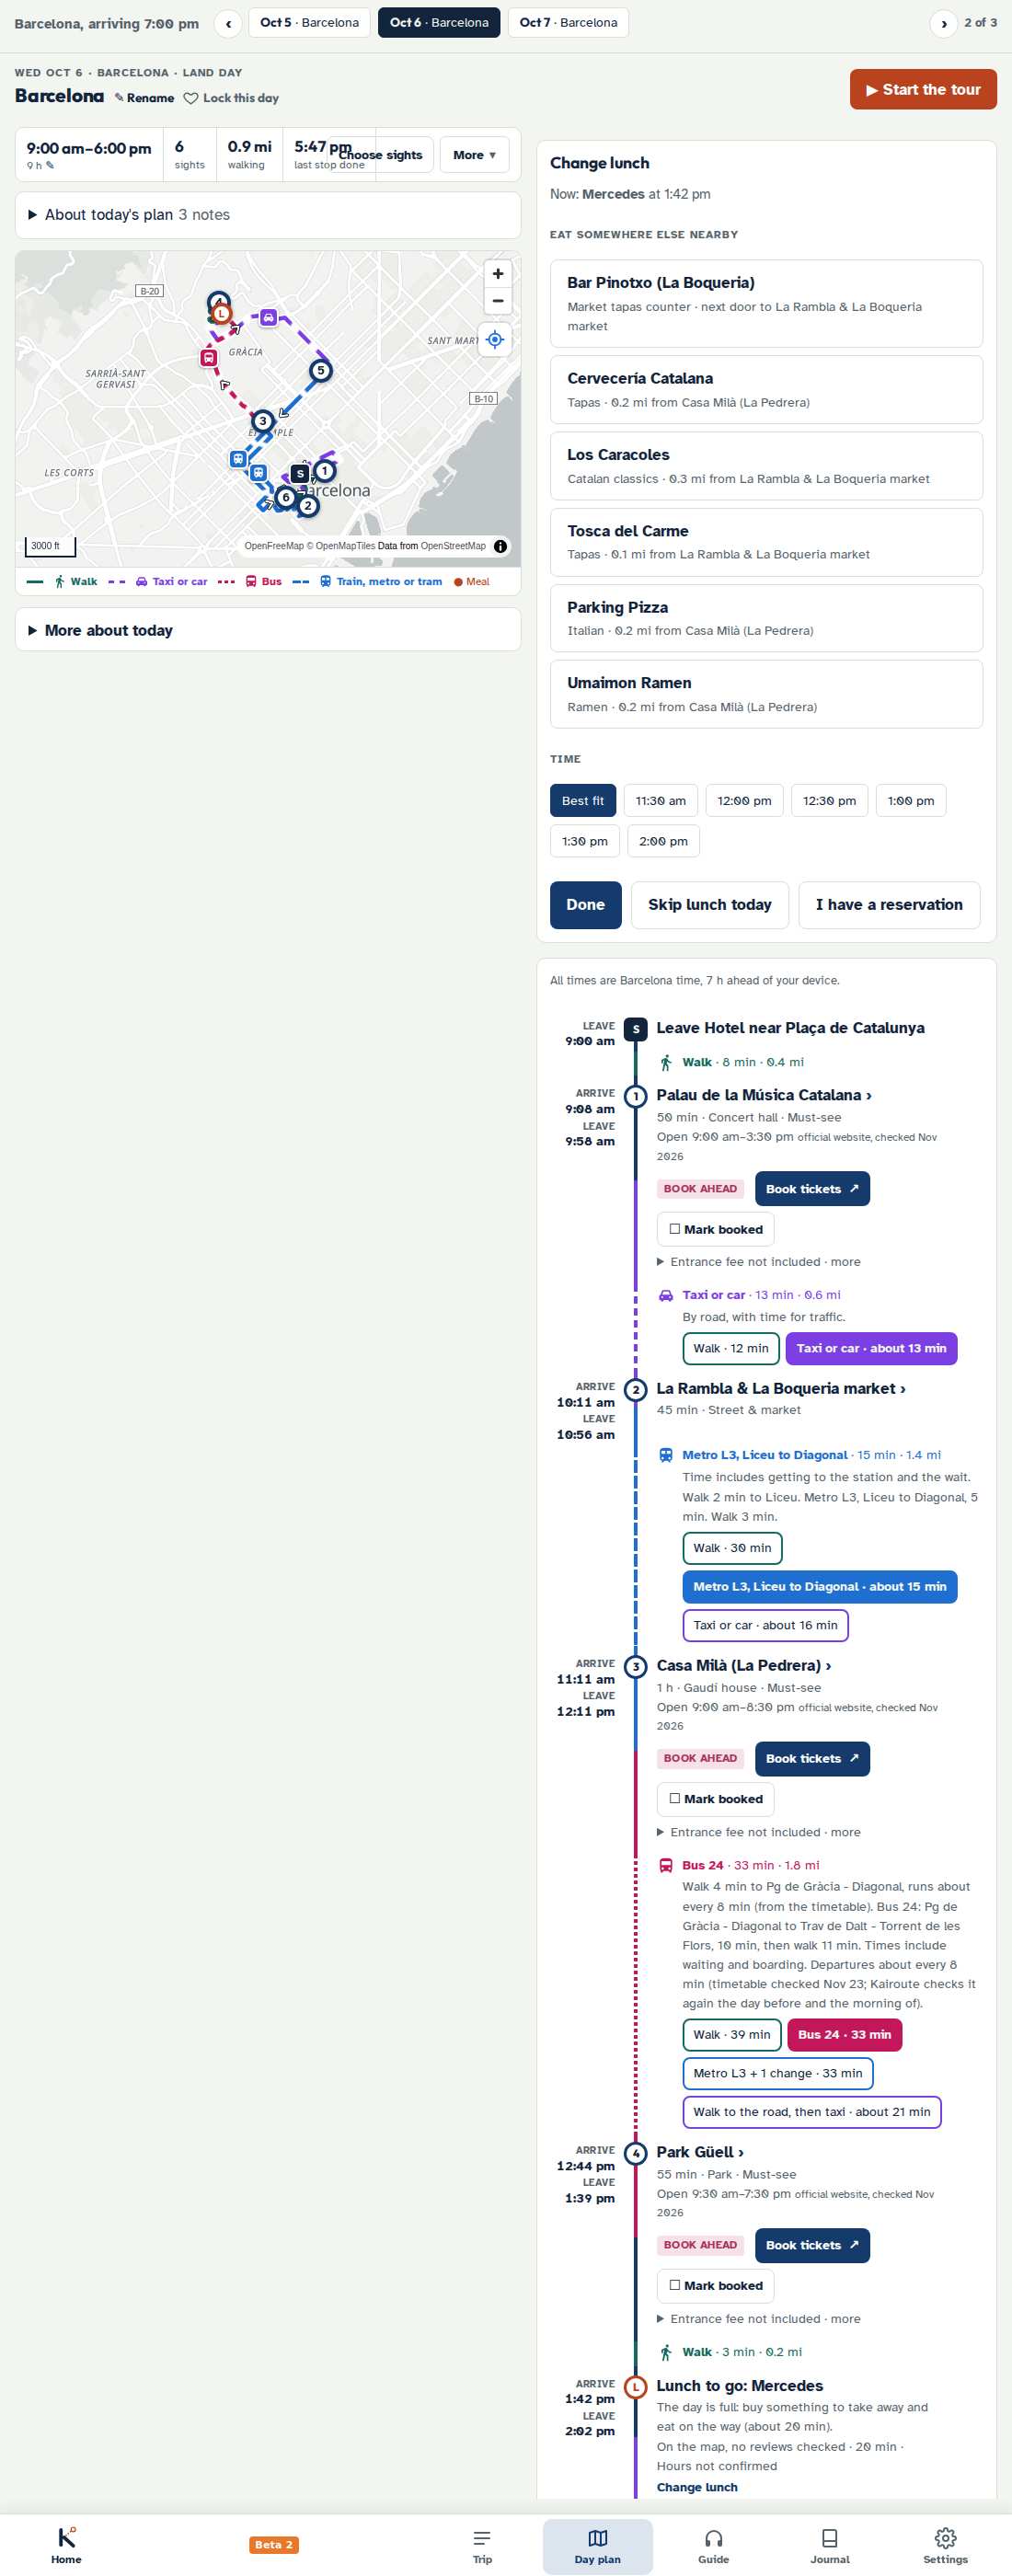 Barcelona, arriving 7:00 pm
Oct 5 · Barcelona
Oct 6 · Barcelona
Oct 7 · Barcelona
2 of 3
WED OCT 6 · BARCELONA · LAND DAY
Barcelona ✎ Rename Lock this day
▶ Start the tour
9:00 am–6:00 pm
9 h ✎
6
sights
0.9 mi
walking
5:47 pm
last stop done
Choose sights
More ▾
▶ About today's plan 3 notes
B-20
GRÀCIA
SANT MART
SARRIÀ-SANT
GERVASI
B-10
LES CORTS
arcelona
4
L
5
3
S
1
6
2
3000 ft
OpenFreeMap © OpenMapTiles Data from OpenStreetMap
Walk
Taxi or car
Bus
Train, metro or tram
Meal
▶ More about today
Change lunch
Now: Mercedes at 1:42 pm
EAT SOMEWHERE ELSE NEARBY
Bar Pinotxo (La Boqueria)
Market tapas counter · next door to La Rambla & La Boqueria
market
Cervecería Catalana
Tapas · 0.2 mi from Casa Milà (La Pedrera)
Los Caracoles
Catalan classics · 0.3 mi from La Rambla & La Boqueria market
Tosca del Carme
Tapas · 0.1 mi from La Rambla & La Boqueria market
Parking Pizza
Italian · 0.2 mi from Casa Milà (La Pedrera)
Umaimon Ramen
Ramen · 0.2 mi from Casa Milà (La Pedrera)
TIME
Best fit
11:30 am
12:00 pm
12:30 pm
1:00 pm
1:30 pm
2:00 pm
Done
Skip lunch today
I have a reservation
All times are Barcelona time, 7 h ahead of your device.
LEAVE
9:00 am
S
Leave Hotel near Plaça de Catalunya
Walk · 8 min · 0.4 mi
ARRIVE
9:08 am
LEAVE
9:58 am
1
Palau de la Música Catalana ›
50 min · Concert hall · Must-see
Open 9:00 am–3:30 pm official website, checked Nov
2026
BOOK AHEAD
Book tickets ↗
☐ Mark booked
▶ Entrance fee not included · more
Taxi or car · 13 min · 0.6 mi
By road, with time for traffic.
Walk · 12 min
Taxi or car · about 13 min
ARRIVE
10:11 am
LEAVE
10:56 am
2
La Rambla & La Boqueria market ›
45 min · Street & market
Metro L3, Liceu to Diagonal · 15 min · 1.4 mi
Time includes getting to the station and the wait.
Walk 2 min to Liceu. Metro L3, Liceu to Diagonal, 5
min. Walk 3 min.
Walk · 30 min
Metro L3, Liceu to Diagonal · about 15 min
Taxi or car · about 16 min
ARRIVE
11:11 am
LEAVE
12:11 pm
3
Casa Milà (La Pedrera) ›
1 h · Gaudí house · Must-see
Open 9:00 am–8:30 pm official website, checked Nov
2026
BOOK AHEAD
Book tickets ↗
☐ Mark booked
▶ Entrance fee not included · more
Bus 24 · 33 min · 1.8 mi
Walk 4 min to Pg de Gràcia - Diagonal, runs about
every 8 min (from the timetable). Bus 24: Pg de
Gràcia - Diagonal to Trav de Dalt - Torrent de les
Flors, 10 min, then walk 11 min. Times include
waiting and boarding. Departures about every 8
min (timetable checked Nov 23; Kairoute checks it
again the day before and the morning of).
Walk · 39 min
Bus 24 · 33 min
Metro L3 + 1 change · 33 min
Walk to the road, then taxi · about 21 min
ARRIVE
12:44 pm
LEAVE
1:39 pm
4
Park Güell ›
55 min · Park · Must-see
Open 9:30 am–7:30 pm official website, checked Nov
2026
BOOK AHEAD
Book tickets ↗
☐ Mark booked
▶ Entrance fee not included · more
Walk · 3 min · 0.2 mi
ARRIVE
1:42 pm
LEAVE
2:02 pm
L
Lunch to go: Mercedes
The day is full: buy something to take away and
eat on the way (about 20 min).
On the map, no reviews checked · 20 min ·
Hours not confirmed
Change lunch
Home
Beta 2
Trip
Day plan
Guide
Journal
Settings